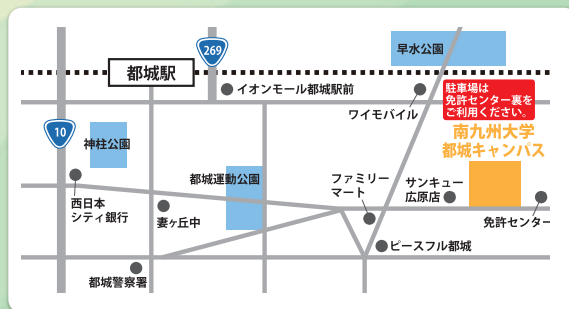 269
早水公園
都城駅
イオンモール都城駅前
駐車場は
免許センター裏を
ご利用ください。
ワイモバイル
10
神柱公園
南九州大学
都城キャンパス
都城運動公園
ファミリー
マート
サンキュー
広原店
西日本
シティ銀行
妻ヶ丘中
免許センター
ピースフル都城
都城警察署